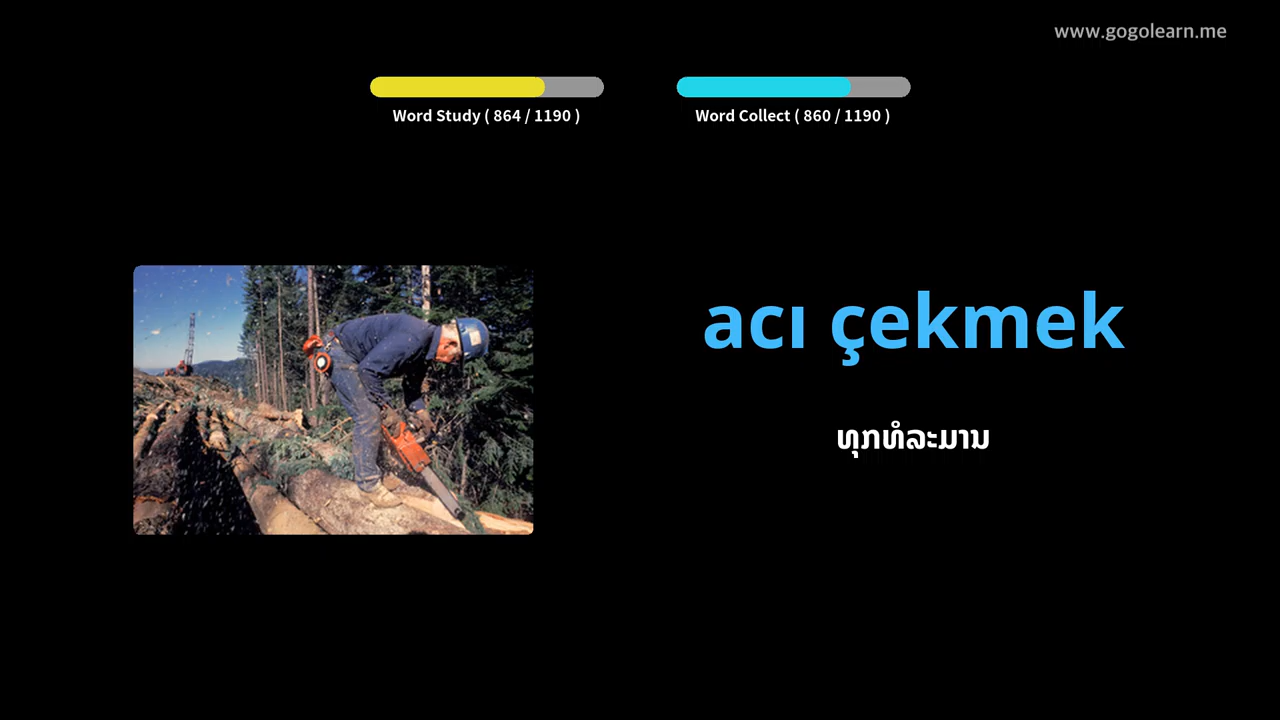 www.gogolearn.me
Word Study ( 864 / 1190 )
Word Collect ( 860 / 1190 )
acı çekmek
ທຸກທໍລະມານ